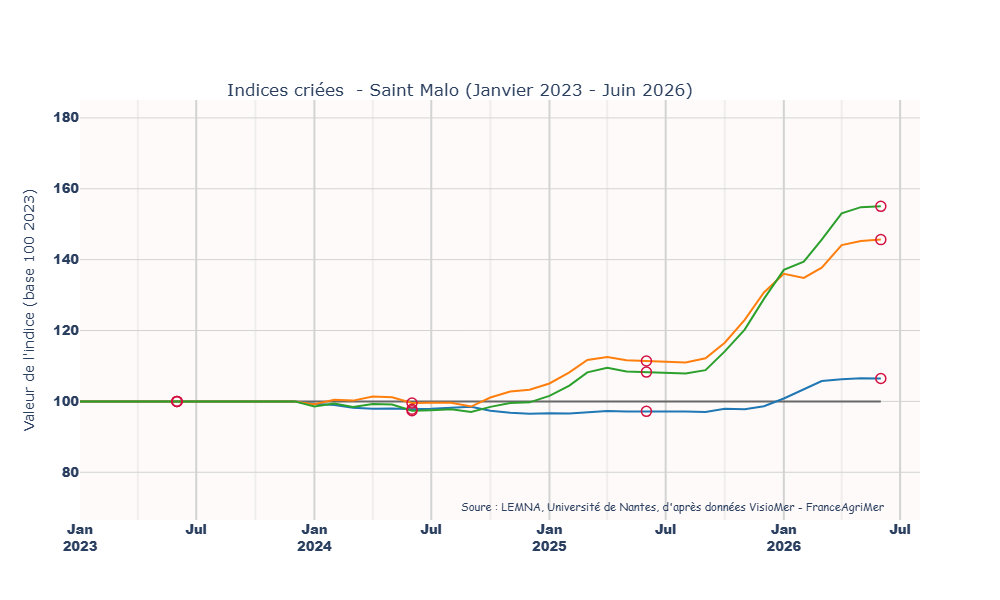 Indices criées  - Saint Malo (Janvier 2023 - Juin 2026)
Valeur de l'indice (base 100 2023)
180
160
140
120
100
80
Soure : LEMNA, Université de Nantes, d'après données VisioMer - FranceAgriMer
Jan Jul Jan Jul Jan Jul Jan Jul
2023 2024 2025 2026